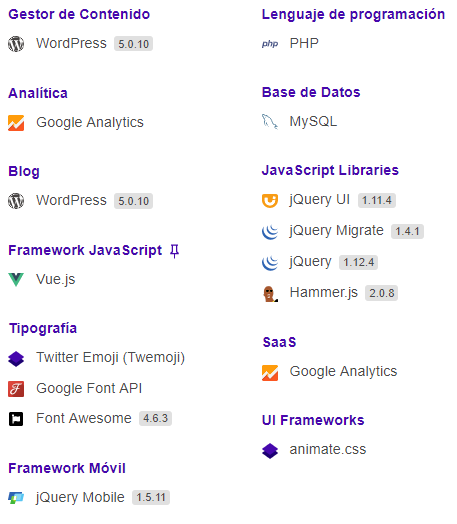 Gestor de Contenido
WordPress 5.0.10
Analítica
Google Analytics
Blog
WordPress 5.0.10
Framework JavaScript
Vue.js
Tipografía
Twitter Emoji (Twemoji)
Google Font API
Font Awesome 4.6.3
Framework Móvil
jQuery Mobile 1.5.11
Lenguaje de programación
php PHP
Base de Datos
MySQL
JavaScript Libraries
jQuery UI 1.11.4
jQuery Migrate 1.4.1
jQuery 1.12.4
Hammer.js 2.0.8
SaaS
Google Analytics
UI Frameworks
animate.css